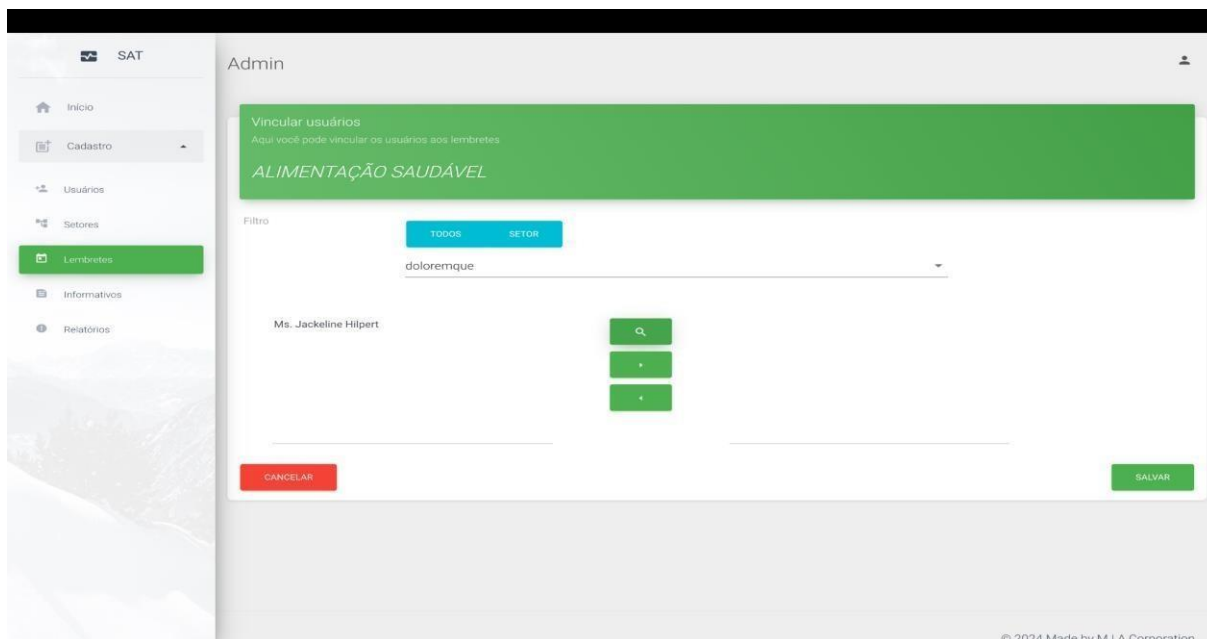 SAT
Admin
Início
Cadastro
Usuários
Setores
Lembretes
Informativos
Relatórios
Vincular usuários
Aqui você pode vincular os usuários aos lembretes
ALIMENTAÇÃO SAUDÁVEL
Filtro
TODOS SETOR
doloremque
Ms. Jackeline Hilpert
CANCELAR
SALVAR
© 2024 Made by MJA Corporation